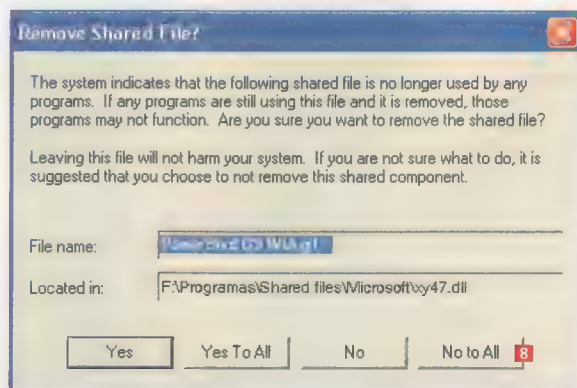 Remove Shared File?
The system indicates that the following shared file is no longer used by any
programs. If any programs are still using this file and it is removed, those
programs may not function. Are you sure you want to remove the shared file?
Leaving this file will not harm your system. If you are not sure what to do, it is
suggested that you choose to not remove this shared component.
File name:
Located in: F:\Programas\Shared files\Microsoft\xy47.dll
Yes Yes To All No No to All 8